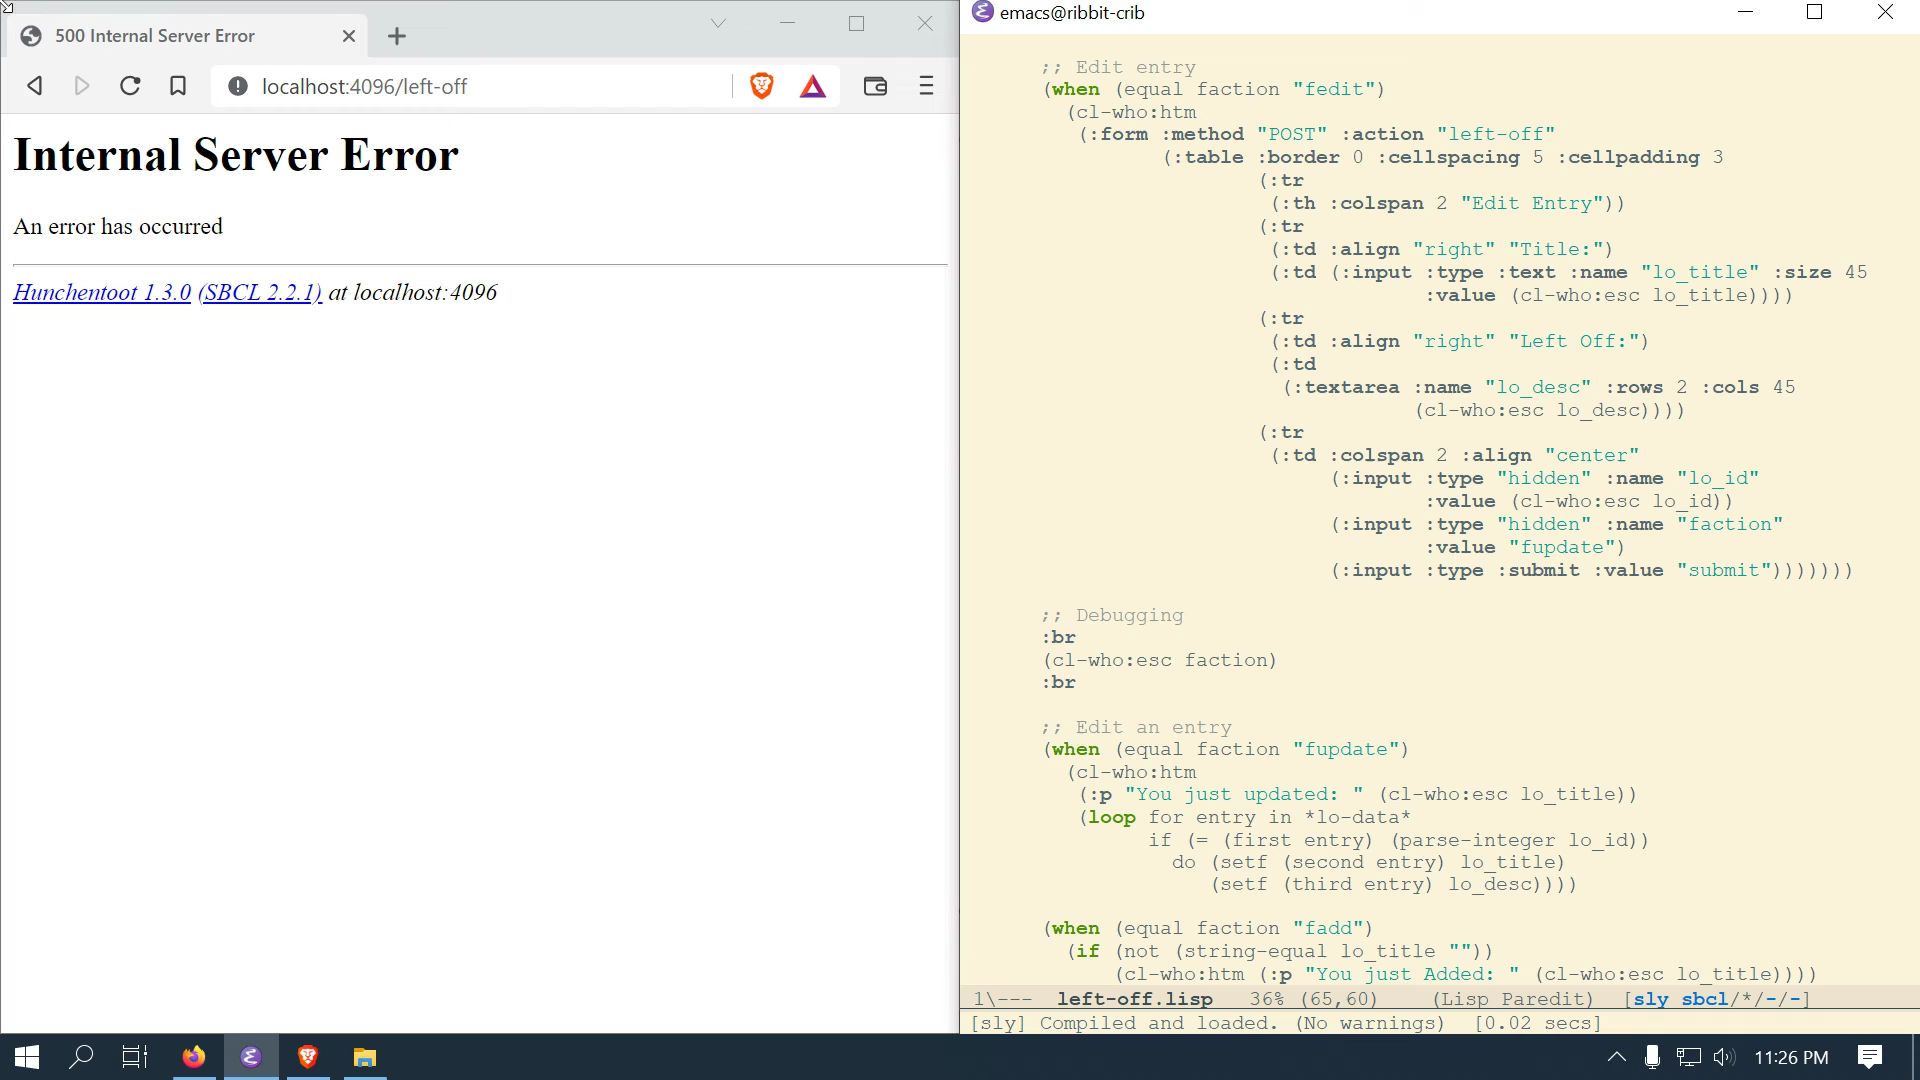 500 Internal Server Error
localhost:4096/left-off
Internal Server Error
An error has occurred
Hunchentoot 1.3.0 (SBCL 2.2.1) at localhost:4096
emacs@ribbit-crib
;; Edit entry
(when (equal faction "fedit")
(cl-who:htm
(:form :method "POST" :action "left-off"
(:table :border 0 :cellspacing 5 :cellpadding 3
(:tr
(:th :colspan 2 "Edit Entry"))
(:tr
(:td :align "right" "Title:")
(:td (:input :type :text :name "lo_title" :size 45
:value (cl-who:esc lo_title))))
(:tr
(:td :align "right" "Left Off:")
(:td
(:textarea :name "lo_desc" :rows 2 :cols 45
(cl-who:esc lo_desc))))
(:tr
(:td :colspan 2 :align "center"
(:input :type "hidden" :name "lo_id"
:value (cl-who:esc lo_id))
(:input :type "hidden" :name "faction"
:value "fupdate")
(:input :type :submit :value "submit")))))))
;; Debugging
:br
(cl-who:esc faction)
:br
;; Edit an entry
(when (equal faction "fupdate")
(cl-who:htm
(:p "You just updated: " (cl-who:esc lo_title))
(loop for entry in *lo-data*
if (= (first entry) (parse-integer lo_id))
do (setf (second entry) lo_title)
(setf (third entry) lo_desc))))
(when (equal faction "fadd")
(if (not (string-equal lo_title ""))
(cl-who:htm (:p "You just Added: " (cl-who:esc lo_title))))
1\--- left-off.lisp 36% (65,60) (Lisp Paredit) [sly sbcl/*/-/-]
[sly] Compiled and loaded. (No warnings) [0.02 secs]
11:26 PM